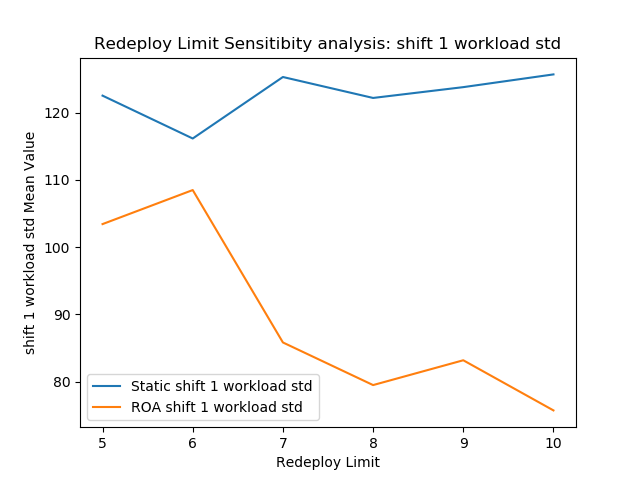 Redeploy Limit Sensitibity analysis: shift 1 workload std
shift 1 workload std Mean Value
120
110
100
90
80
Static shift 1 workload std
ROA shift 1 workload std
5 6 7 8 9 10
Redeploy Limit